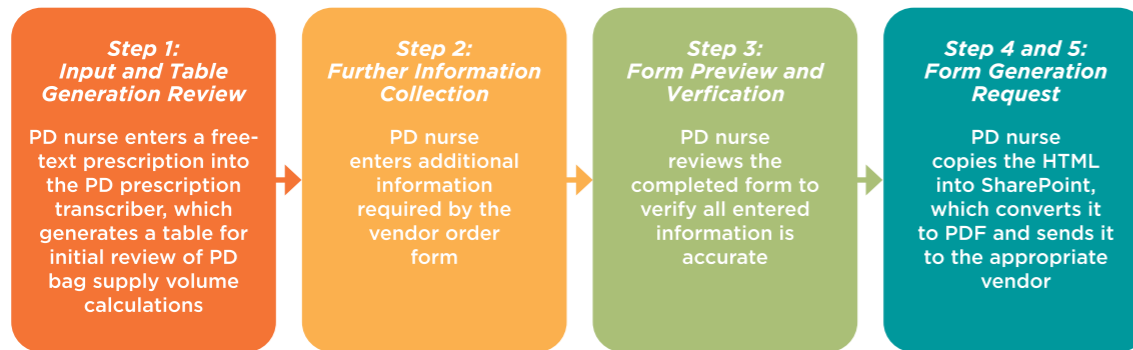 Step 1:
Input and Table
Generation Review
PD nurse enters a free-
text prescription into
the PD prescription
transcriber, which
generates a table for
initial review of PD
bag supply volume
calculations
Step 2:
Further Information
Collection
PD nurse
enters additional
information
required by the
vendor order
form
Step 3:
Form Preview and
Verfication
PD nurse
reviews the
completed form to
verify all entered
information is
accurate
Step 4 and 5:
Form Generation
Request
PD nurse
copies the HTML
into SharePoint,
which converts it
to PDF and sends it
to the appropriate
vendor